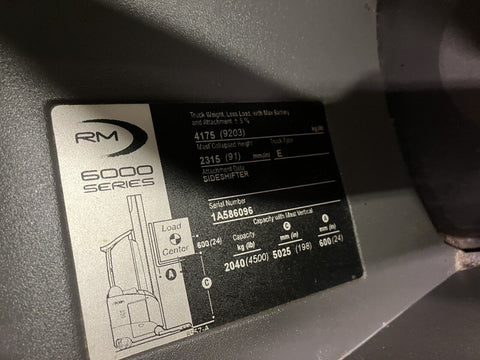 RM
6000
SERIES
Load
Center
600 (24)
A
C
Truck Weight, Less Load, with Max Battery
and Attachment ± 5 %
4175 (9203) kg(lb)
Mast Collapsed Height Truck Type
2315 (91) mm(in) E
Attachment Data
SIDESHIFTER
Serial Number
1A586096
Capacity with Mast Vertical
Capacity
kg (lb) mm (in) mm (in)
2040(4500) 5025 (198) 600(24)